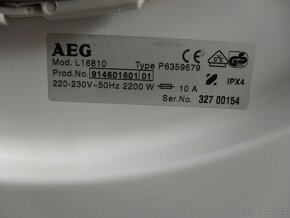 AEG
Mod. L16810 Type P6359679
Prod.No. 914601601 01
IPX4
220-230V~50Hz 2200 W 10 A
Ser.No. 327 00154